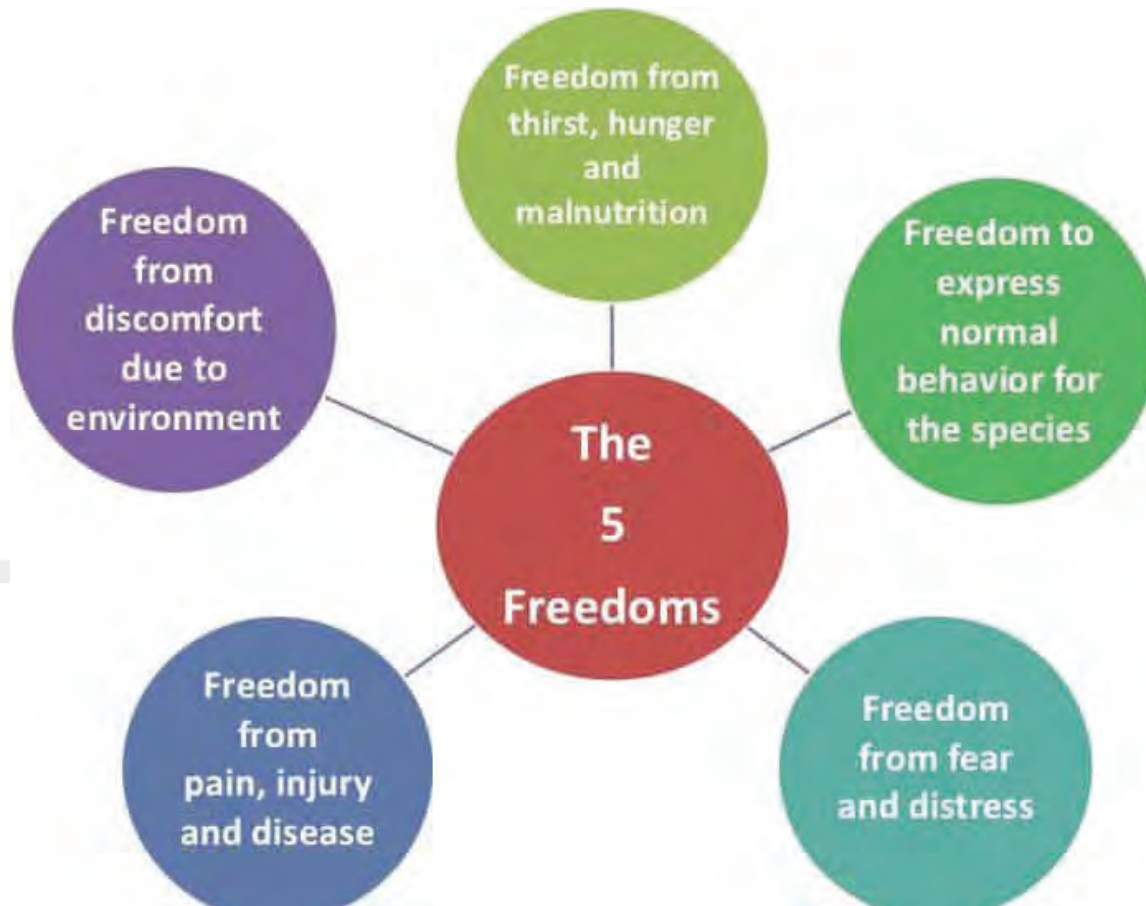 Freedom from
thirst, hunger
and
malnutrition
Freedom to
express
normal
behavior for
the species
Freedom
from fear
and distress
Freedom
from
pain, injury
and disease
Freedom
from
discomfort
due to
environment
The
5
Freedoms